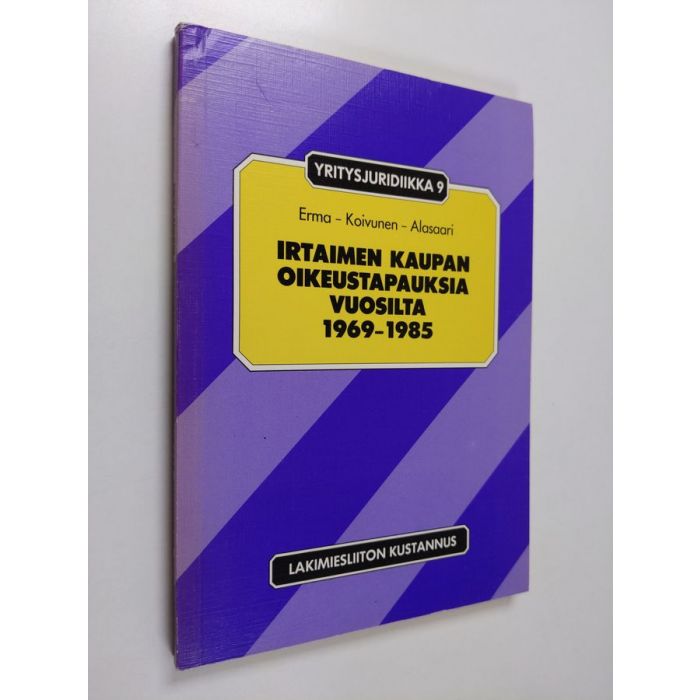 YRITYSJURIDIIKKA 9
Erma - Koivunen - Alasaari
IRTAIMEN KAUPAN
OIKEUSTAPAUKSIA
VUOSILTA
1969-1985
LAKIMIESLIITON KUSTANNUS